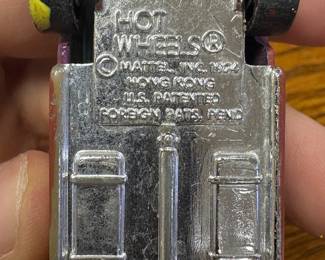 HOT
WHEELS®
© MATTEL, INC. 1974
HONG KONG
U.S. PATENTED
FOREIGN PATS. PEND.